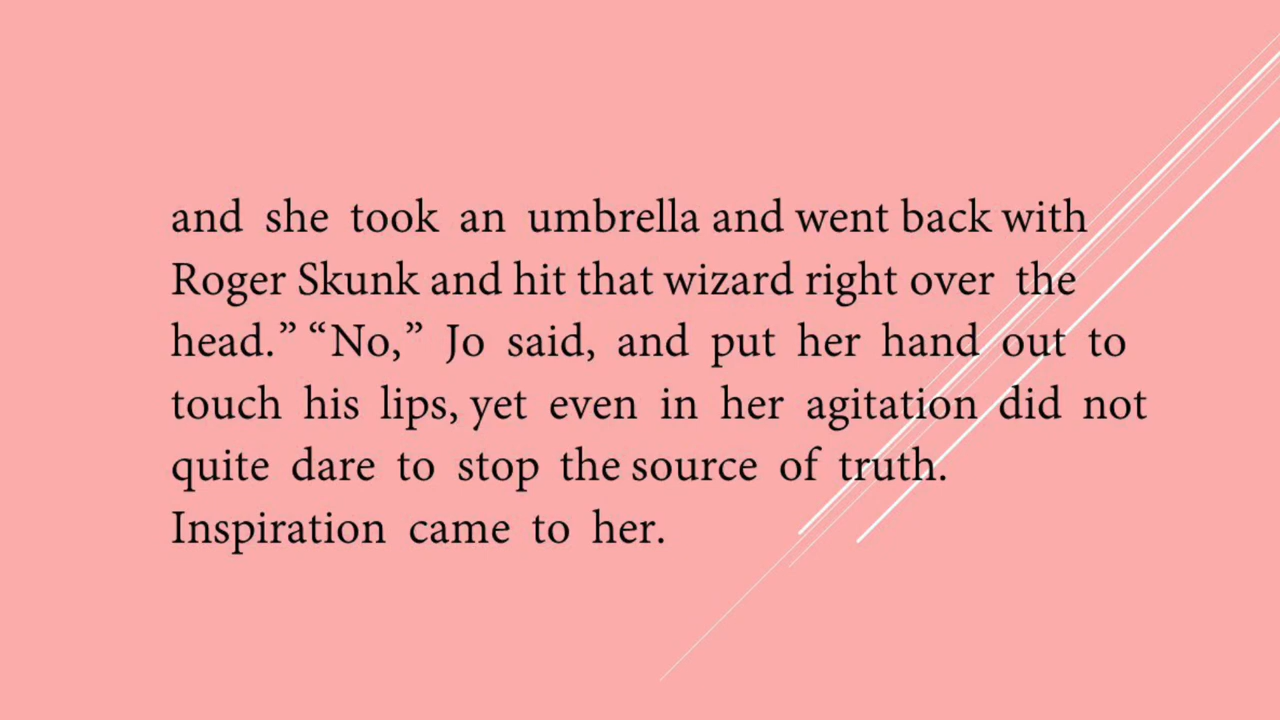 and she took an umbrella and went back with
Roger Skunk and hit that wizard right over the
head.” “No,” Jo said, and put her hand out to
touch his lips, yet even in her agitation did not
quite dare to stop the source of truth.
Inspiration came to her.